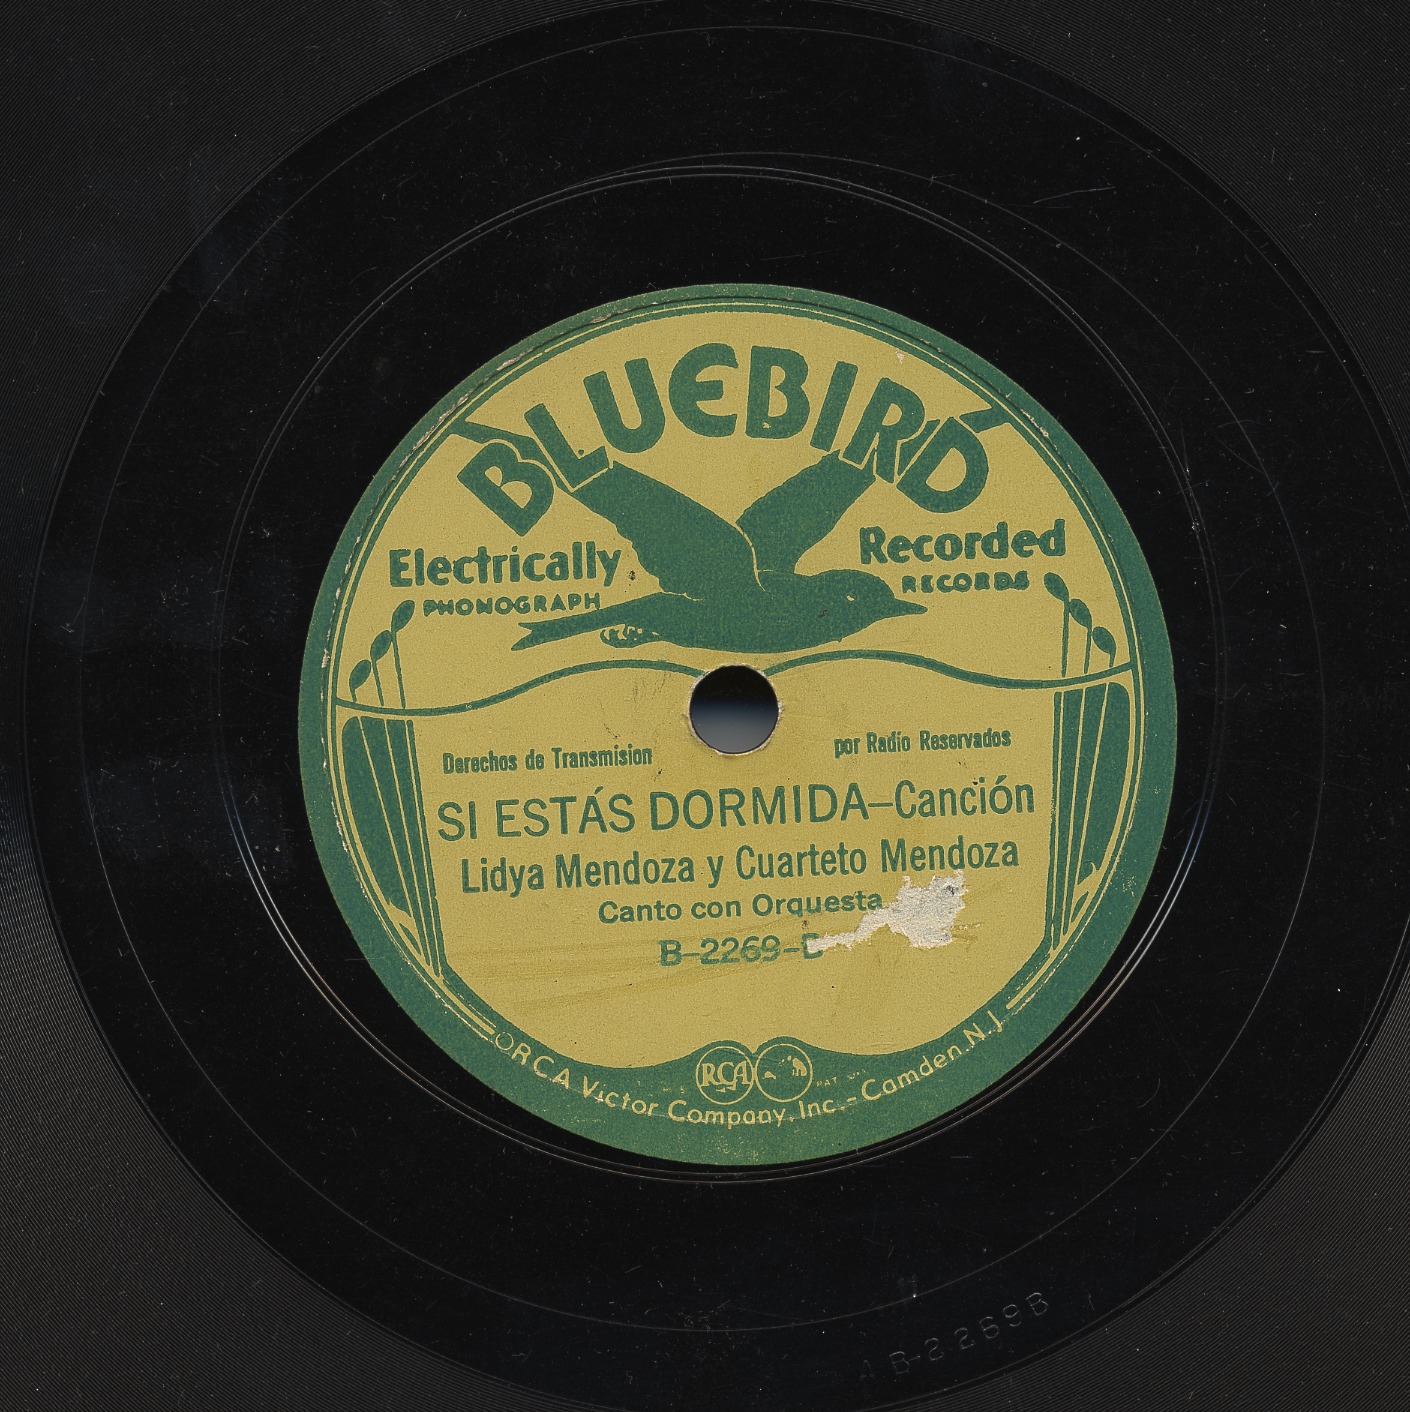 BLUEBIRD
Electrically Recorded
PHONOGRAPH RECORDS
Derechos de Transmision por Radio Reservados
SI ESTÁS DORMIDA–Canción
Lidya Mendoza y Cuarteto Mendoza
Canto con Orquesta
B-2269-
RCA
RCA Victor Company, Inc.-Camden, N.J.
A B-2269B